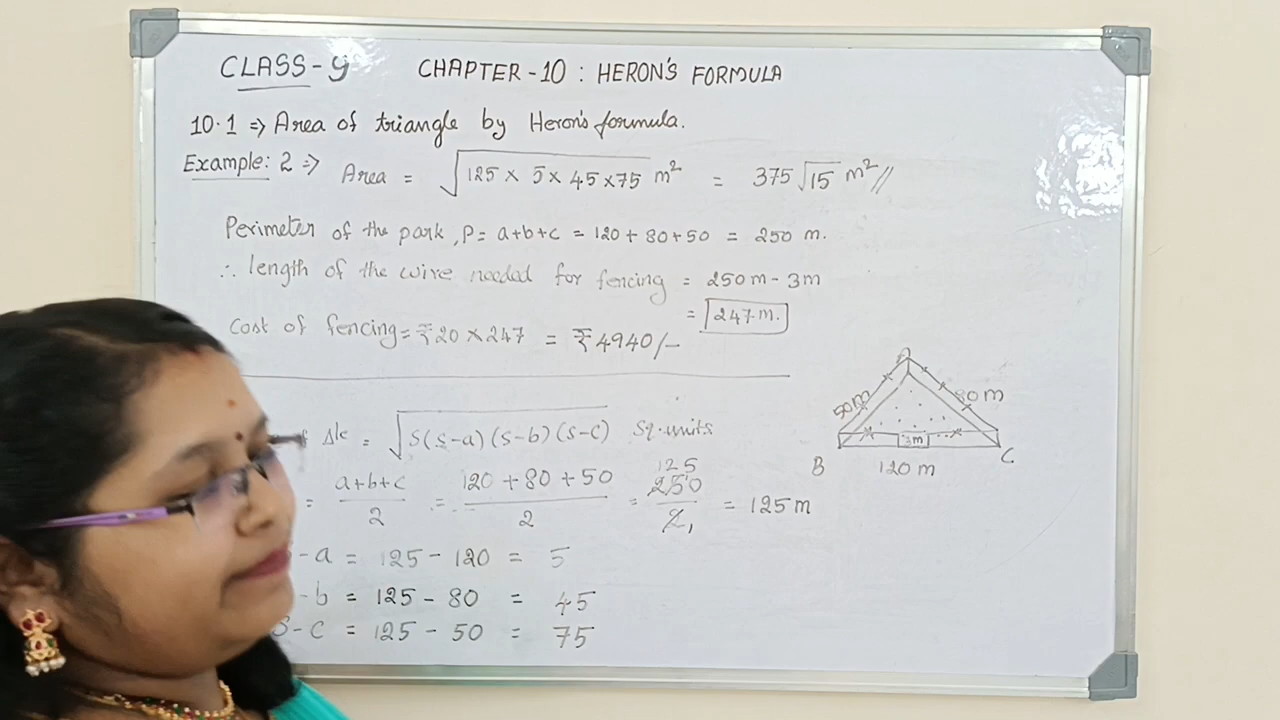 CLASS-9 CHAPTER-10 : HERON'S FORMULA
10.1 => Area of triangle by Heron's formula.
Example: 2 => Area = √125 × 5 × 45 × 75 m² = 375√15 m²//
Perimeter of the park, P = a+b+c = 120+80+50 = 250 m.
∴ length of the wire needed for fencing = 250m - 3m
= 247 m.
Cost of fencing = ₹20 × 247 = ₹4940/-
Δle = √S(s-a)(s-b)(s-c) Sq.units
= a+b+c/2 = 120+80+50/2 = 250/2 125 1 = 125 m
-a = 125 - 120 = 5
-b = 125 - 80 = 45
S-c = 125 - 50 = 75
50m 80m
3m
B 120 m C